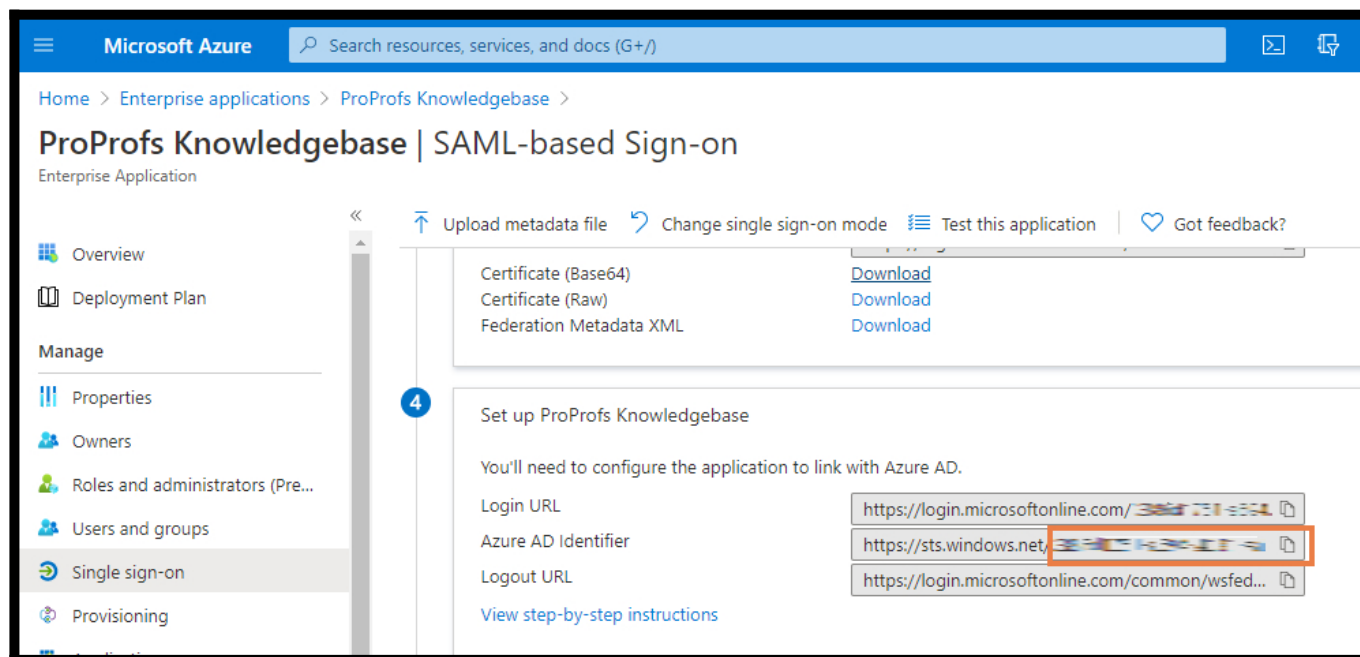 Microsoft Azure
Search resources, services, and docs (G+/)
Home > Enterprise applications > ProProfs Knowledgebase >
ProProfs Knowledgebase | SAML-based Sign-on
Enterprise Application
«
Upload metadata file
Change single sign-on mode
Test this application
Got feedback?
Overview
Deployment Plan
Manage
Properties
Owners
Roles and administrators (Pre...
Users and groups
Single sign-on
Provisioning
Certificate (Base64) Download
Certificate (Raw) Download
Federation Metadata XML Download
4
Set up ProProfs Knowledgebase
You'll need to configure the application to link with Azure AD.
Login URL https://login.microsoftonline.com/
Azure AD Identifier https://sts.windows.net/
Logout URL https://login.microsoftonline.com/common/wsfed...
View step-by-step instructions